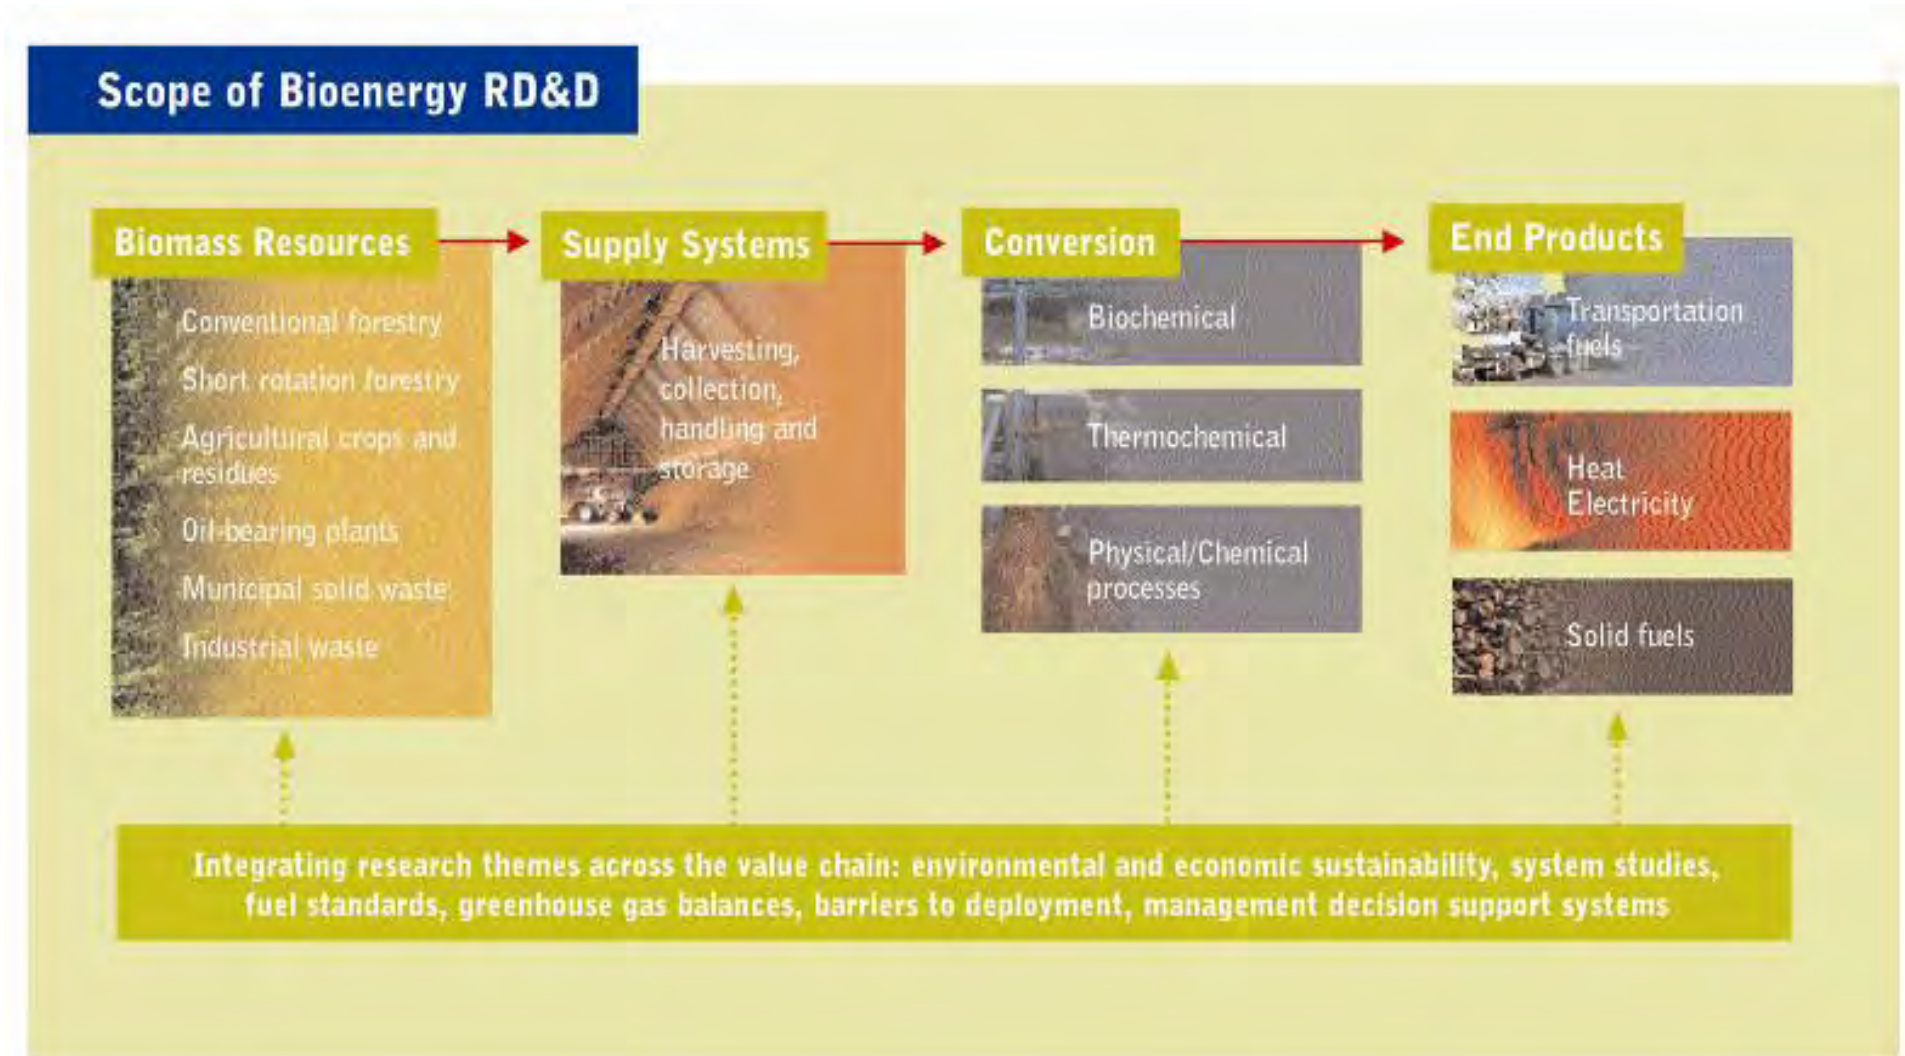 Scope of Bioenergy RD&D
Biomass Resources
Conventional forestry
Short rotation forestry
Agricultural crops and
residues
Oil-bearing plants
Municipal solid waste
Industrial waste
Supply Systems
Harvesting,
collection,
handling and
storage
Conversion
Biochemical
Thermochemical
Physical/Chemical
processes
End Products
Transportation
fuels
Heat
Electricity
Solid fuels
Integrating research themes across the value chain: environmental and economic sustainability, system studies,
fuel standards, greenhouse gas balances, barriers to deployment, management decision support systems